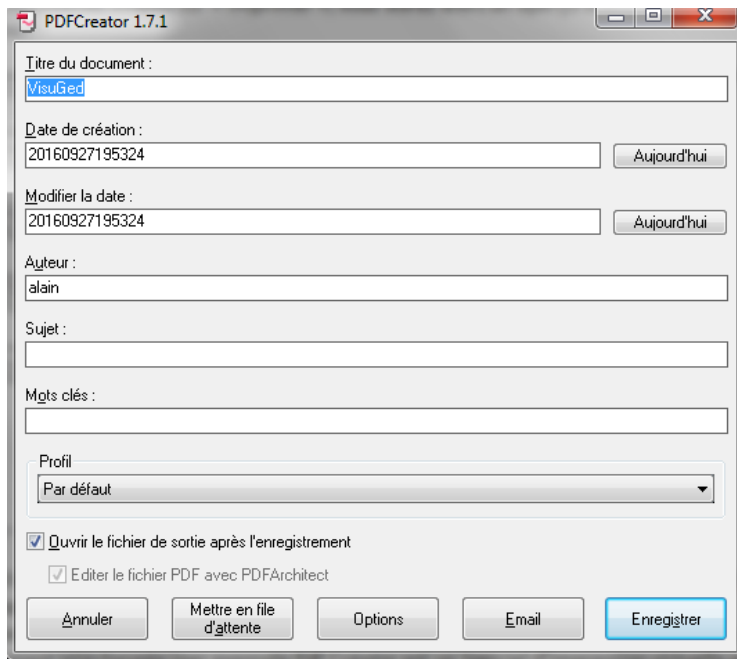 PDFCreator 1.7.1
Titre du document :
VisuGed
Date de création :
20160927195324
Aujourd'hui
Modifier la date :
20160927195324
Aujourd'hui
Auteur :
alain
Sujet :
Mots clés :
Profil
Par défaut
Ouvrir le fichier de sortie après l'enregistrement
Editer le fichier PDF avec PDFArchitect
Annuler
Mettre en file
d'attente
Options
Email
Enregistrer